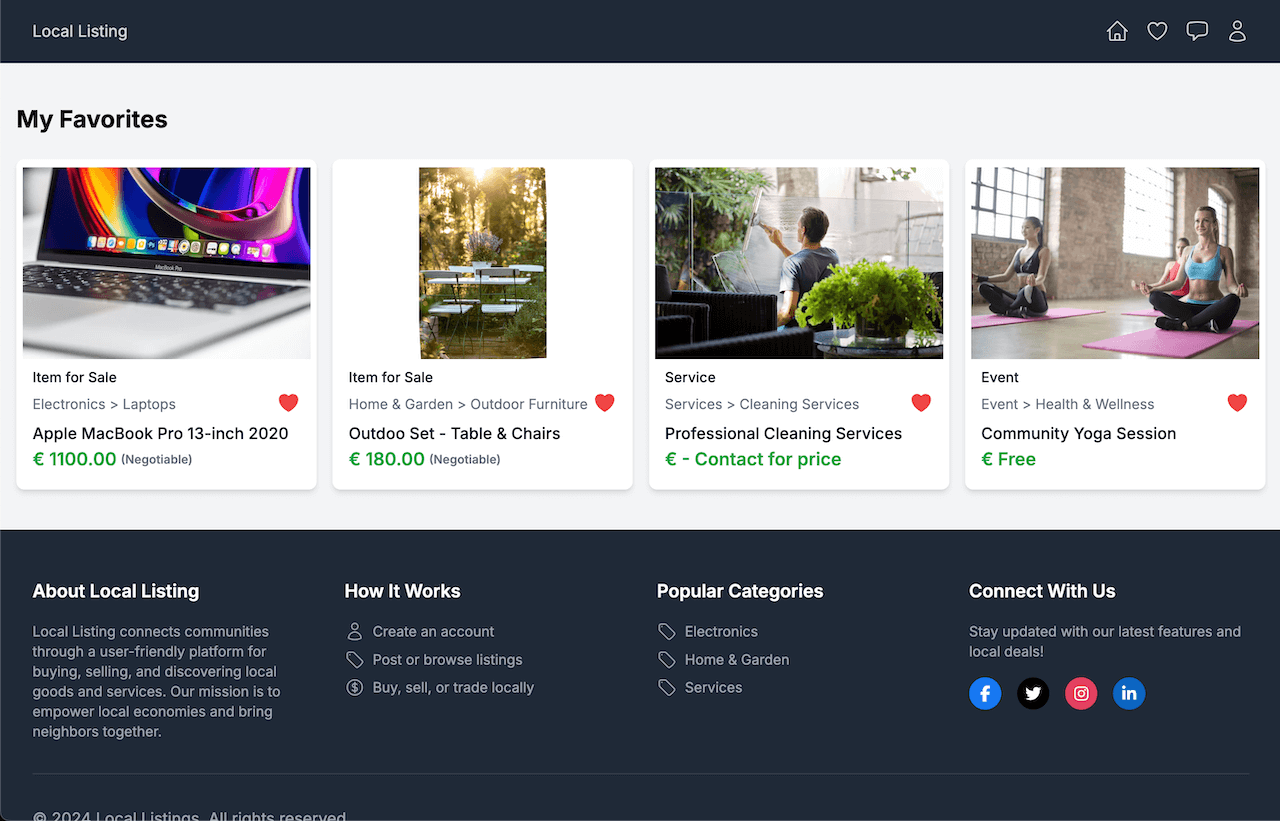 Local Listing
My Favorites
MacBook Pro
Item for Sale
Electronics > Laptops
Apple MacBook Pro 13-inch 2020
€ 1100.00 (Negotiable)
Item for Sale
Home & Garden > Outdoor Furniture
Outdoo Set - Table & Chairs
€ 180.00 (Negotiable)
Service
Services > Cleaning Services
Professional Cleaning Services
€ - Contact for price
Event
Event > Health & Wellness
Community Yoga Session
€ Free
About Local Listing
Local Listing connects communities
through a user-friendly platform for
buying, selling, and discovering local
goods and services. Our mission is to
empower local economies and bring
neighbors together.
How It Works
Create an account
Post or browse listings
Buy, sell, or trade locally
Popular Categories
Electronics
Home & Garden
Services
Connect With Us
Stay updated with our latest features and
local deals!
© 2024 Local Listings. All rights reserved